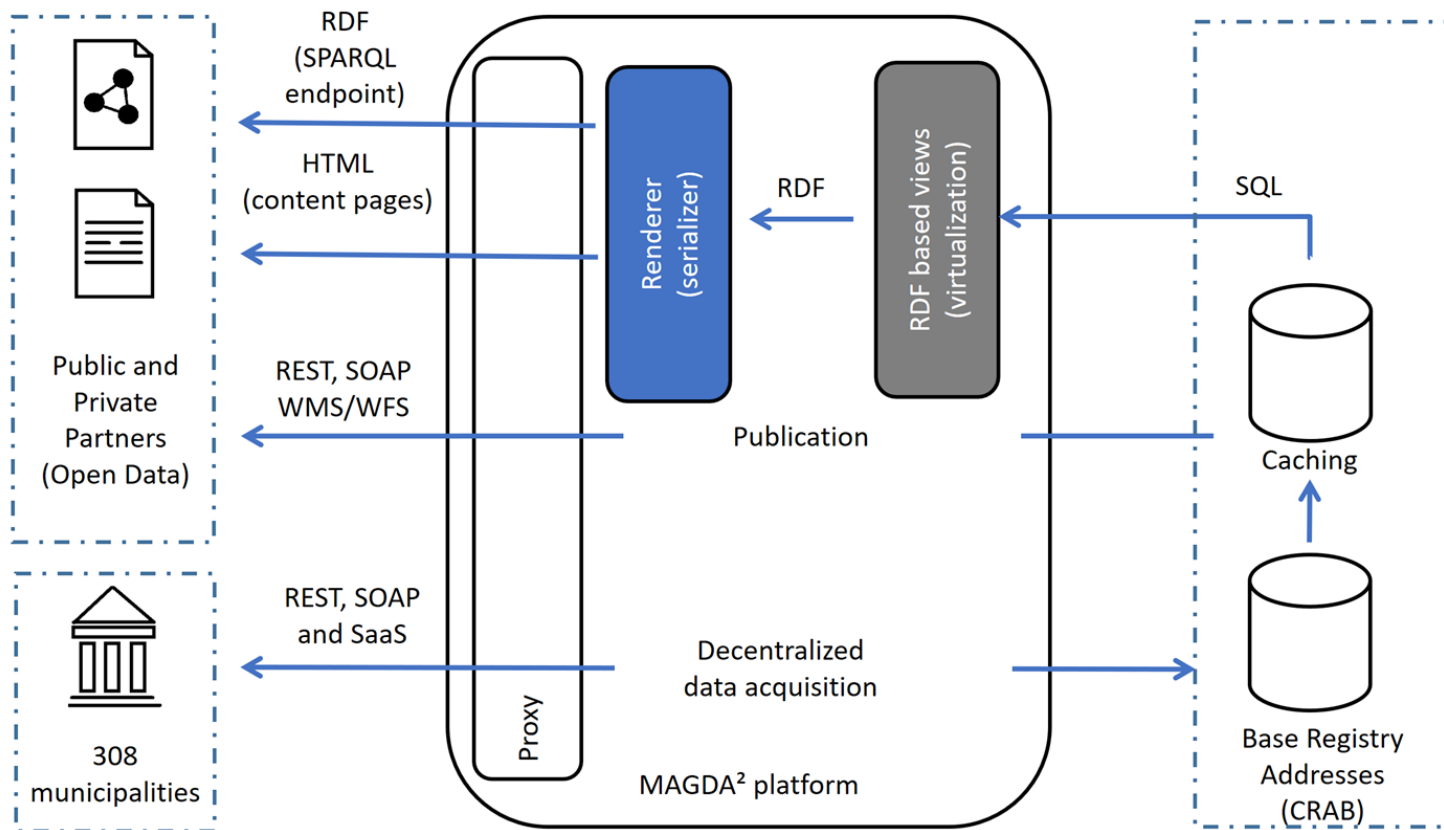 RDF
(SPARQL
endpoint)
HTML
(content pages)
Public and
Private
Partners
(Open Data)
REST, SOAP
WMS/WFS
REST, SOAP
and SaaS
308
municipalities
Proxy
Renderer
(serializer)
RDF
RDF based views
(virtualization)
Publication
Decentralized
data acquisition
MAGDA² platform
SQL
Caching
Base Registry
Addresses
(CRAB)